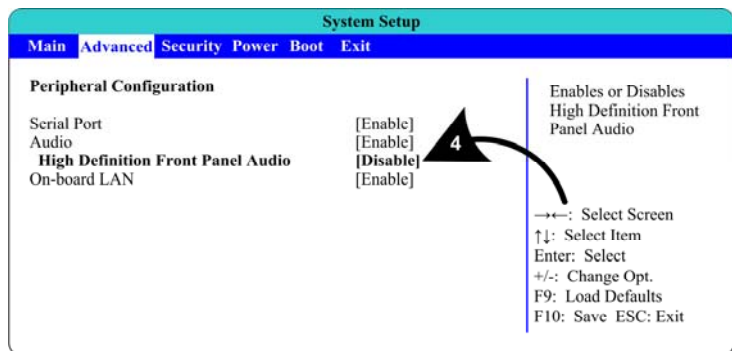 System Setup
Main Advanced Security Power Boot Exit
Peripheral Configuration
Serial Port [Enable]
Audio [Enable]
High Definition Front Panel Audio [Disable]
On-board LAN [Enable]
4
Enables or Disables
High Definition Front
Panel Audio
→←: Select Screen
↑↓: Select Item
Enter: Select
+/-: Change Opt.
F9: Load Defaults
F10: Save ESC: Exit